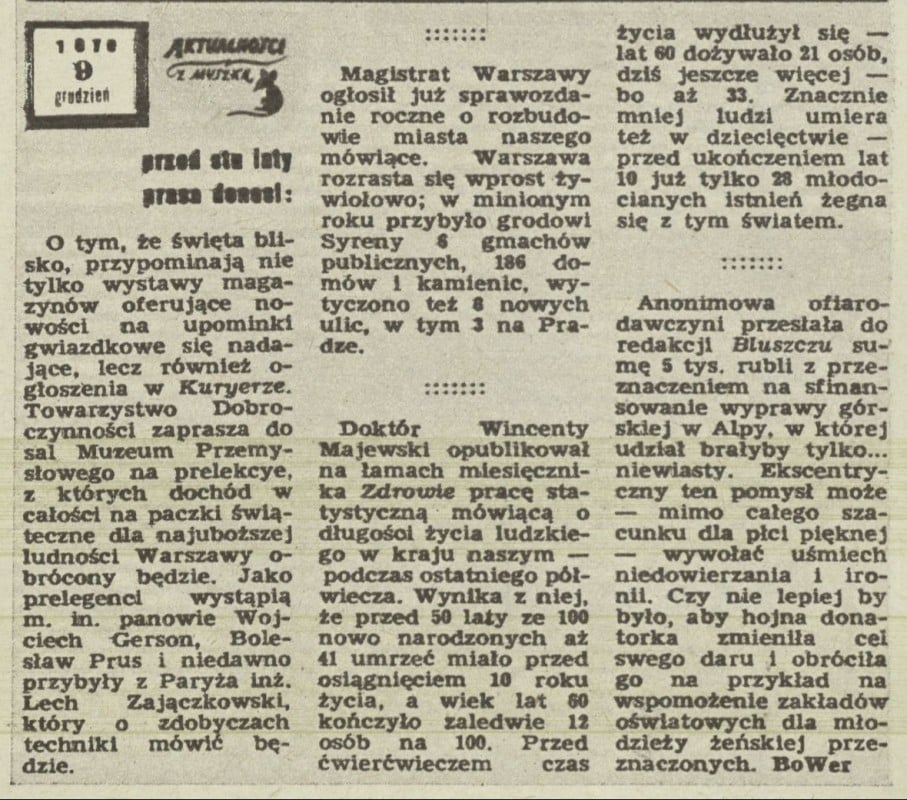 1878
9
grudzień
AKTUALNOŚCI
Z MUSZKĄ
przed stu laty
prasa donosi:
O tym, że święta bli-
sko, przypominają nie
tylko wystawy maga-
zynów oferujące no-
wości na upominki
gwiazdkowe się nada-
jące, lecz również o-
głoszenia w Kuryerze.
Towarzystwo Dobro-
czynności zaprasza do
sal Muzeum Przemy-
słowego na prelekcye,
z których dochód w
całości na paczki świą-
teczne dla najuboższej
ludności Warszawy o-
brócony będzie. Jako
prelegenci wystąpią
m. in. panowie Woj-
ciech Gerson, Bole-
sław Prus i niedawno
przybyły z Paryża inż.
Lech Zajączkowski,
który o zdobyczach
techniki mówić bę-
dzie.
:::::::
Magistrat Warszawy
ogłosił już sprawozda-
nie roczne o rozbudo-
wie miasta naszego
mówiące. Warszawa
rozrasta się wprost ży-
wiołowo; w minionym
roku przybyło grodowi
Syreny 6 gmachów
publicznych, 186 do-
mów i kamienic, wy-
tyczono też 8 nowych
ulic, w tym 3 na Pra-
dze.
:::::::
Doktór Wincenty
Majewski opublikował
na łamach miesięczni-
ka Zdrowie pracę sta-
tystyczną mówiącą o
długości życia ludzkie-
go w kraju naszym —
podczas ostatniego pół-
wiecza. Wynika z niej,
że przed 50 laty ze 100
nowo narodzonych aż
41 umrzeć miało przed
osiągnięciem 10 roku
życia, a wiek lat 60
kończyło zaledwie 12
osób na 100. Przed
ćwierćwieczem czas
życia wydłużył się —
lat 60 dożywało 21 osób,
dziś jeszcze więcej —
bo aż 33. Znacznie
mniej ludzi umiera
też w dziecięctwie —
przed ukończeniem lat
10 już tylko 28 młodo-
cianych istnień żegna
się z tym światem.
:::::::
Anonimowa ofiaro-
dawczyni przesłała do
redakcji Bluszczu su-
mę 5 tys. rubli z prze-
znaczeniem na sfinan-
sowanie wyprawy gór-
skiej w Alpy, w której
udział brałyby tylko...
niewiasty. Ekscentry-
czny ten pomysł może
— mimo całego sza-
cunku dla płci pięknej
— wywołać uśmiech
niedowierzania i iro-
nii. Czy nie lepiej by
było, aby hojna dona-
torka zmieniła cel
swego daru i obróciła
go na przykład na
wspomożenie zakładów
oświatowych dla mło-
dzieży żeńskiej prze-
znaczonych. BoWer